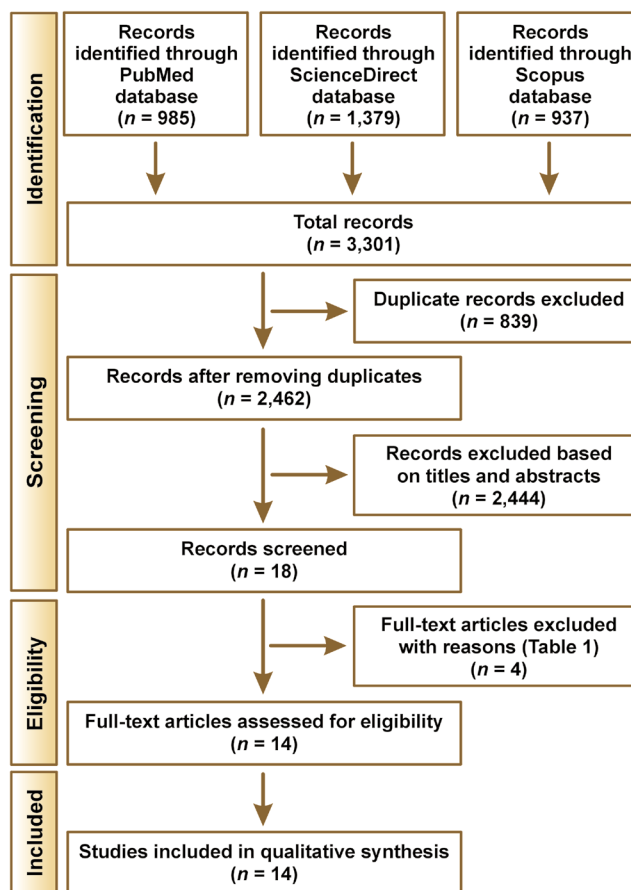 Identification
Records
identified through
PubMed
database
(n = 985)
Records
identified through
ScienceDirect
database
(n = 1,379)
Records
identified through
Scopus
database
(n = 937)
Total records
(n = 3,301)
Screening
Duplicate records excluded
(n = 839)
Records after removing duplicates
(n = 2,462)
Records excluded based
on titles and abstracts
(n = 2,444)
Records screened
(n = 18)
Eligibility
Full-text articles excluded
with reasons (Table 1)
(n = 4)
Full-text articles assessed for eligibility
(n = 14)
Included
Studies included in qualitative synthesis
(n = 14)